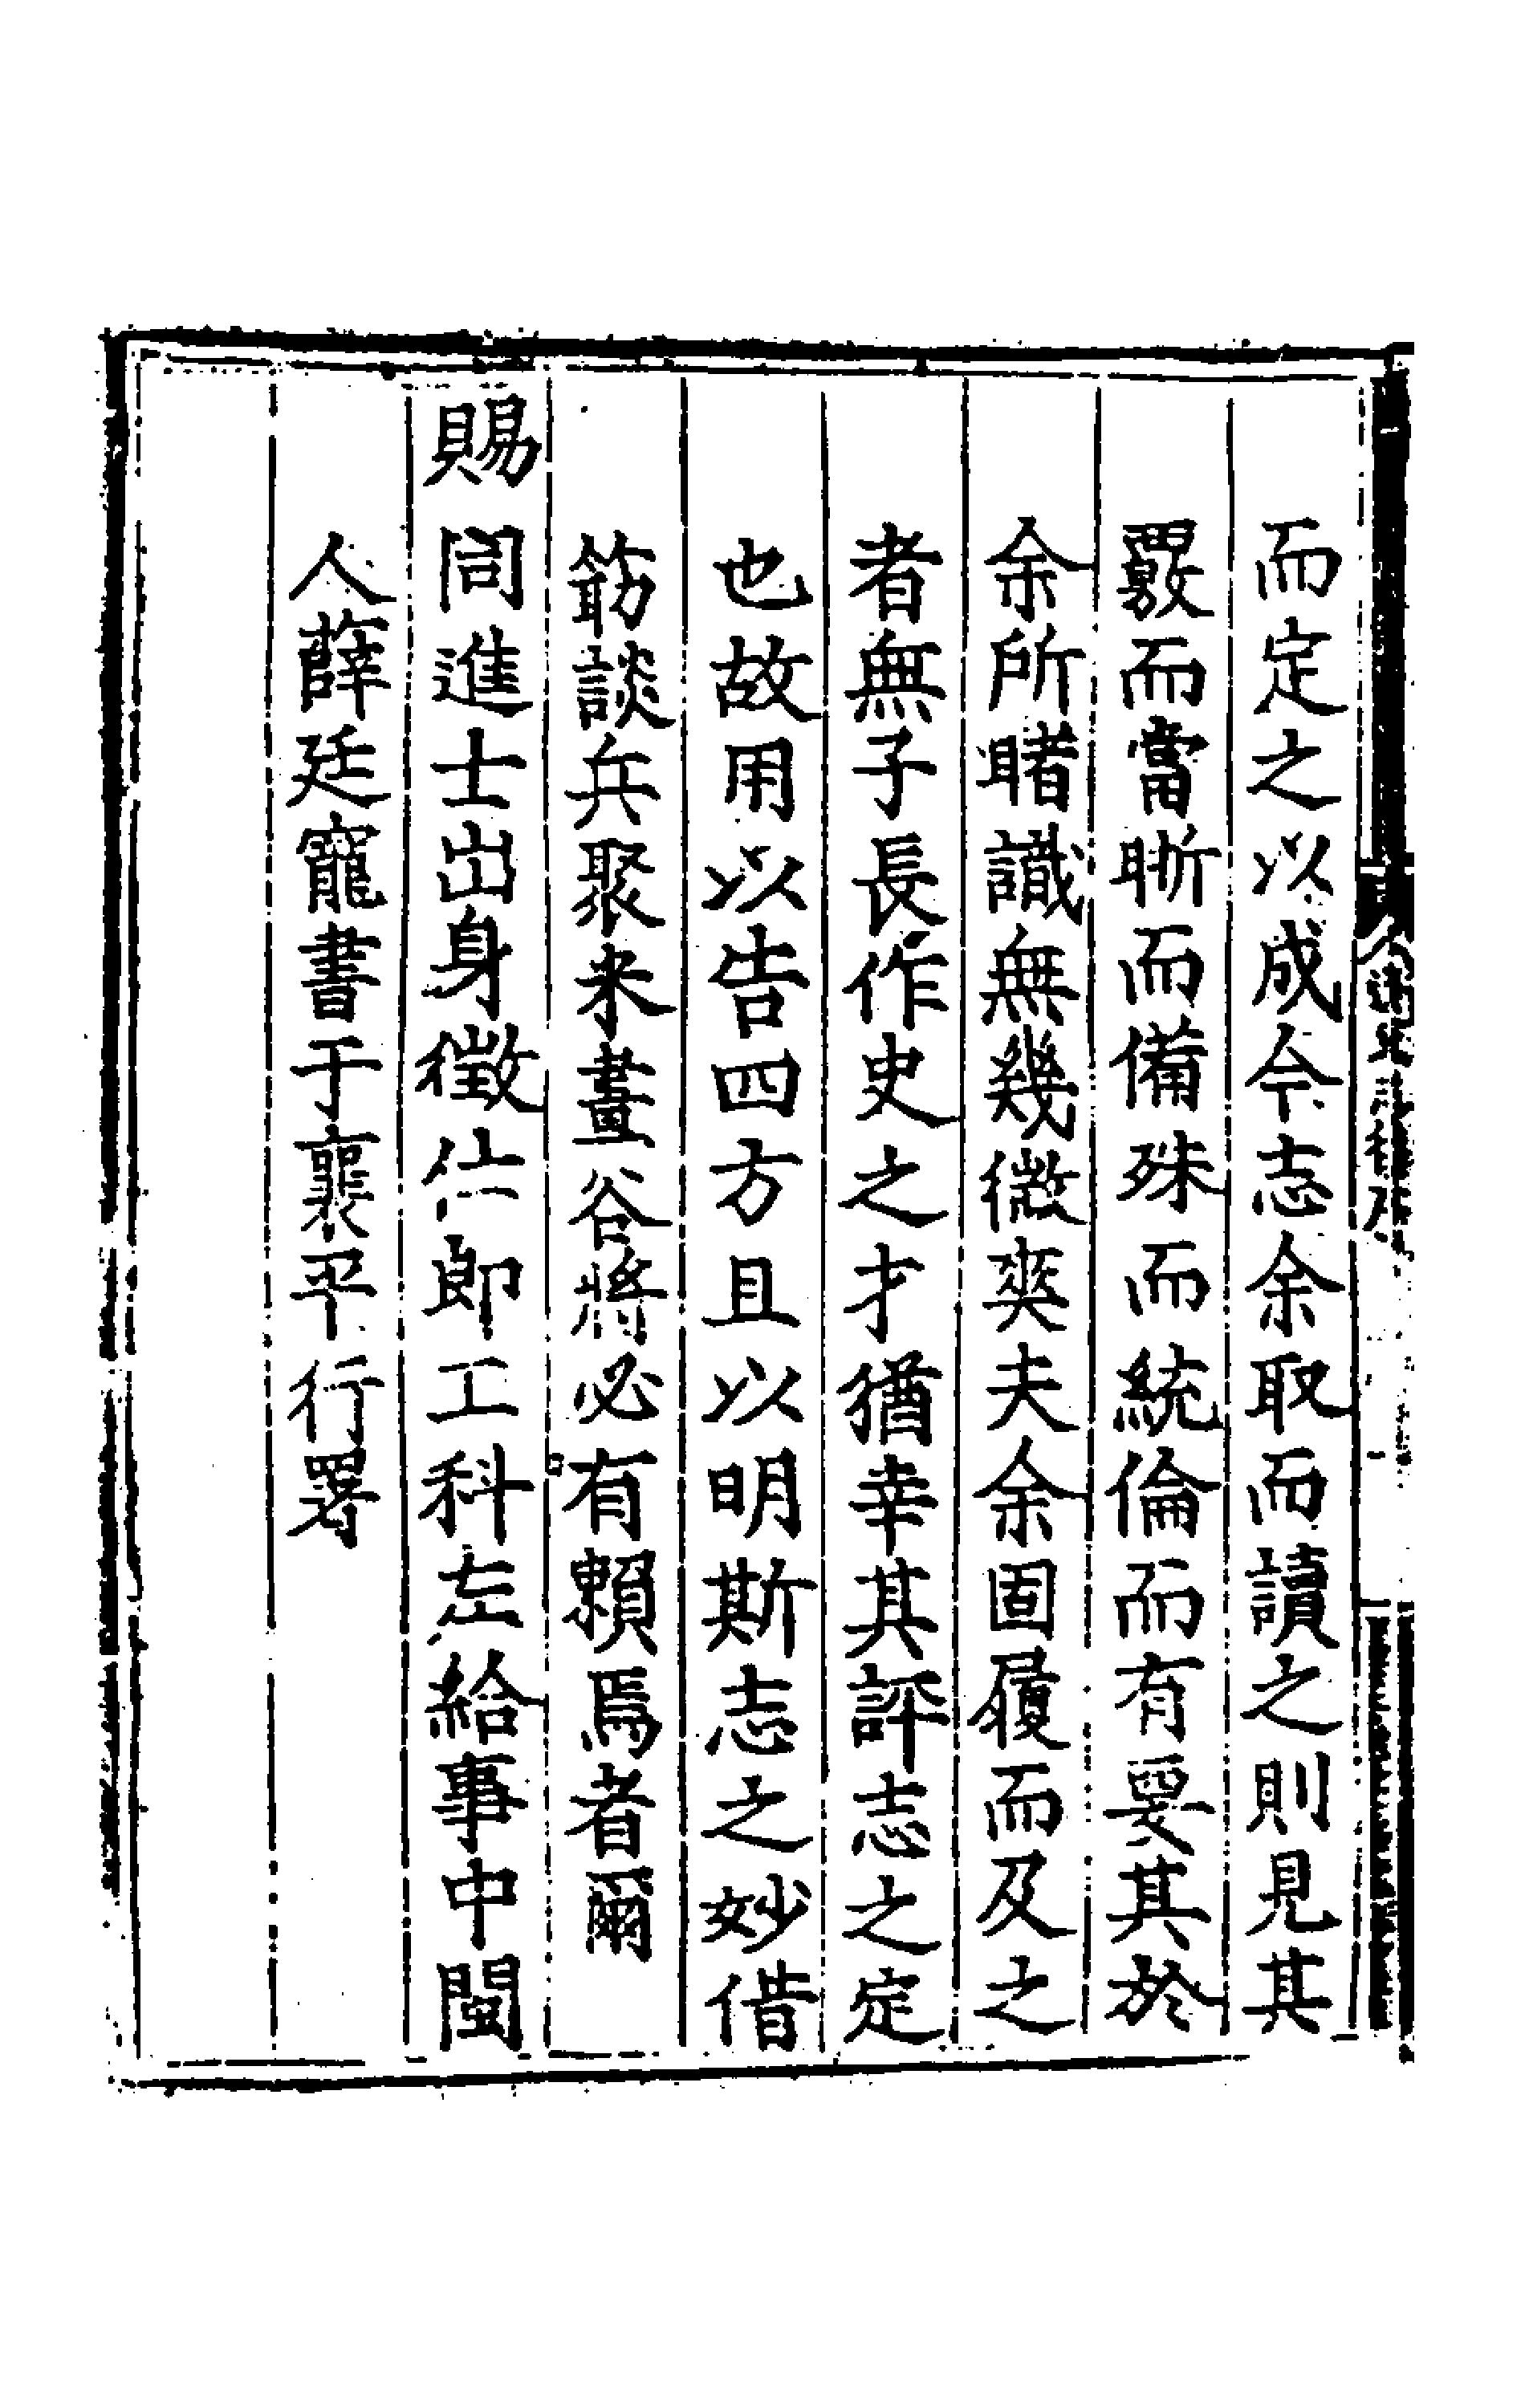 而定之以成今志余取而讀之則見其
覈而當晣而備殊而統倫而有要其於
余所睹識無幾微爽夫余固履而及之
者無子長作史之才猶幸其評志之定
也故用以告四方且以明斯志之妙借
筯談兵聚米畫谷將必有賴焉者爾
賜同進士出身徵仕郎工科左給事中閩
人薛廷寵書于襄平行署